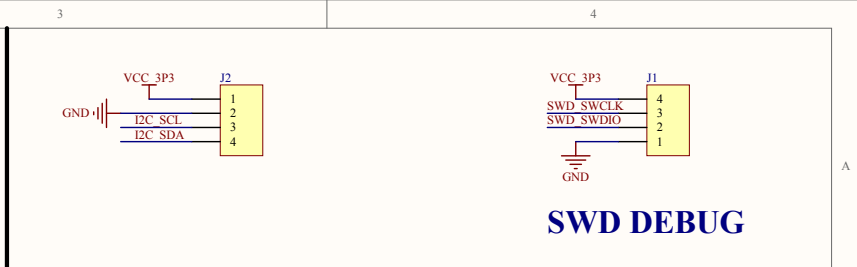 3 4
VCC_3P3 J2
1
GND 2
I2C_SCL 3
I2C_SDA 4
VCC_3P3 J1
4
SWD_SWCLK 3
SWD_SWDIO 2
1
GND
A
SWD DEBUG